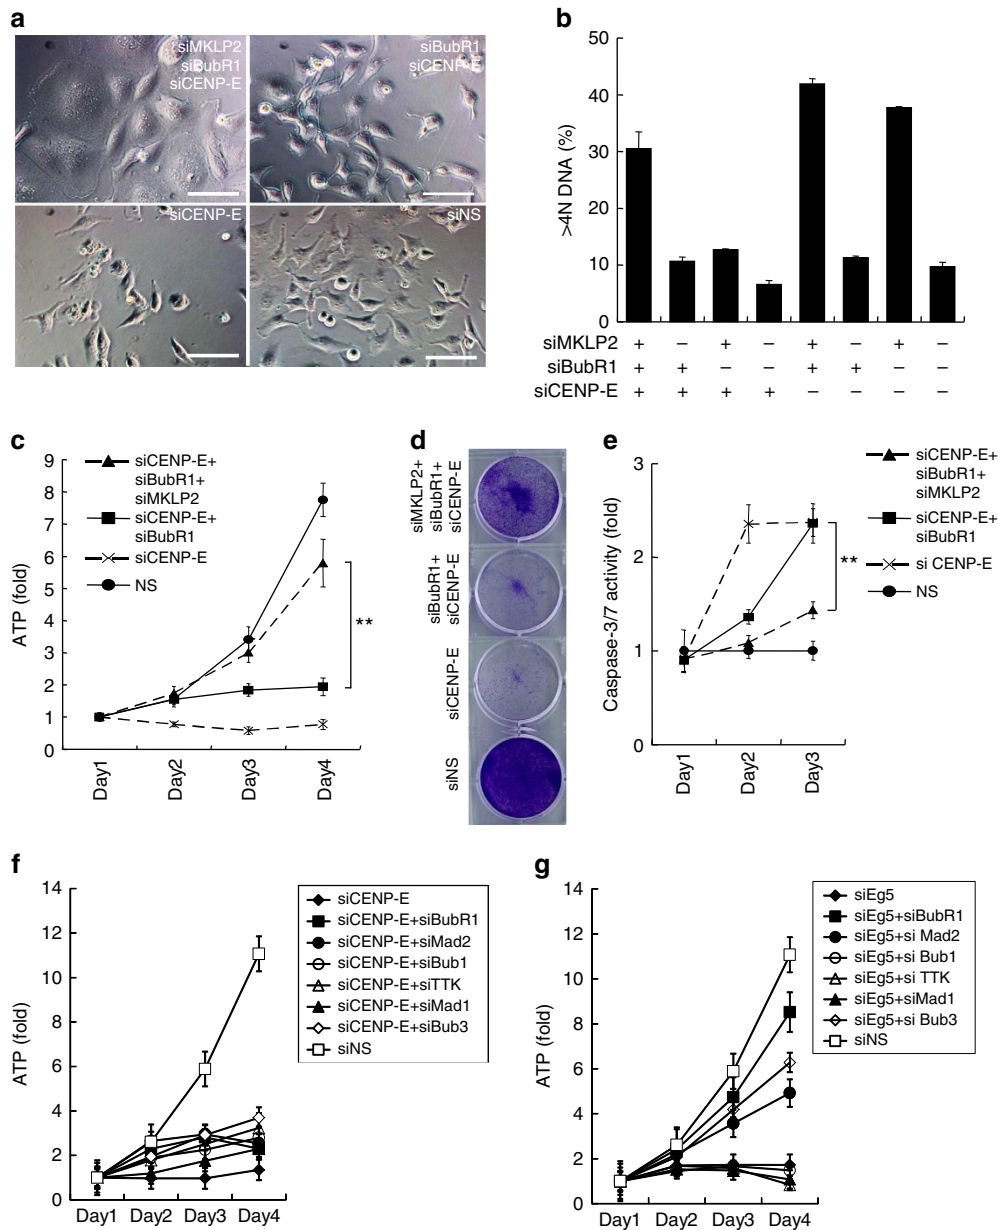 a
siMKLP2
siBubR1
siCENP-E
siBubR1
siCENP-E
siCENP-E
siNS
b
50
40
30
20
10
0
>4N DNA (%)
siMKLP2 + − + − + − + −
siBubR1 + + − − + + − −
siCENP-E + + + + − − − −
c
9
8
7
6
5
4
3
2
1
0
ATP (fold)
siCENP-E+
siBubR1+
siMKLP2
siCENP-E+
siBubR1
siCENP-E
NS
**
Day1 Day2 Day3 Day4
d
siMKLP2+
siBubR1+
siCENP-E
siBubR1+
siCENP-E
siCENP-E
siNS
e
3
2
1
0
Caspase-3/7 activity (fold)
siCENP-E+
siBubR1+
siMKLP2
siCENP-E+
siBubR1
si CENP-E
NS
**
Day1 Day2 Day3
f
14
12
10
8
6
4
2
0
ATP (fold)
siCENP-E
siCENP-E+siBubR1
siCENP-E+siMad2
siCENP-E+siBub1
siCENP-E+siTTK
siCENP-E+siMad1
siCENP-E+siBub3
siNS
Day1 Day2 Day3 Day4
g
14
12
10
8
6
4
2
0
ATP (fold)
siEg5
siEg5+siBubR1
siEg5+si Mad2
siEg5+si Bub1
siEg5+si TTK
siEg5+siMad1
siEg5+si Bub3
siNS
Day1 Day2 Day3 Day4